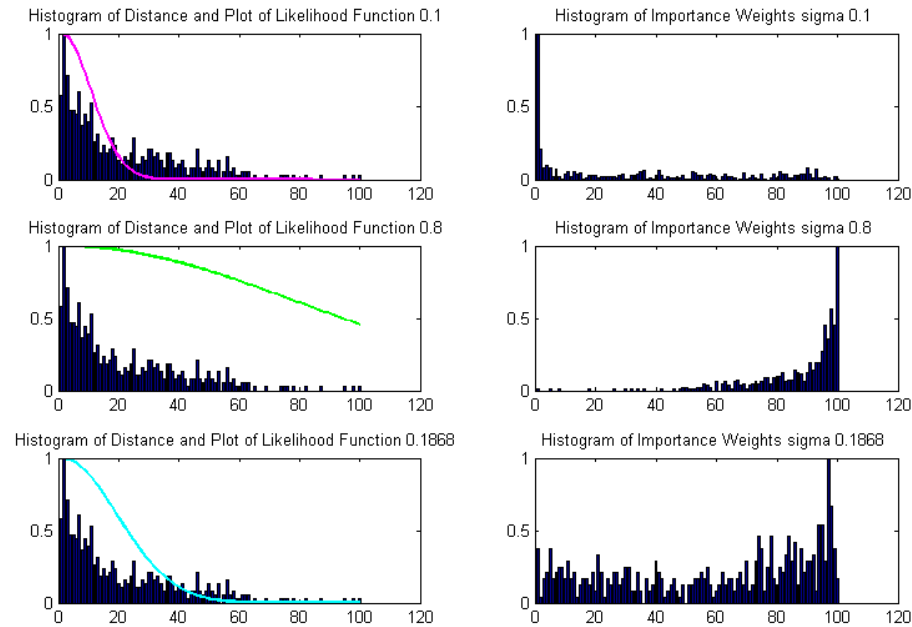 Histogram of Distance and Plot of Likelihood Function 0.1
1
0.5
0
0 20 40 60 80 100 120
Histogram of Importance Weights sigma 0.1
1
0.5
0
0 20 40 60 80 100 120
Histogram of Distance and Plot of Likelihood Function 0.8
1
0.5
0
0 20 40 60 80 100 120
Histogram of Importance Weights sigma 0.8
1
0.5
0
0 20 40 60 80 100 120
Histogram of Distance and Plot of Likelihood Function 0.1868
1
0.5
0
0 20 40 60 80 100 120
Histogram of Importance Weights sigma 0.1868
1
0.5
0
0 20 40 60 80 100 120